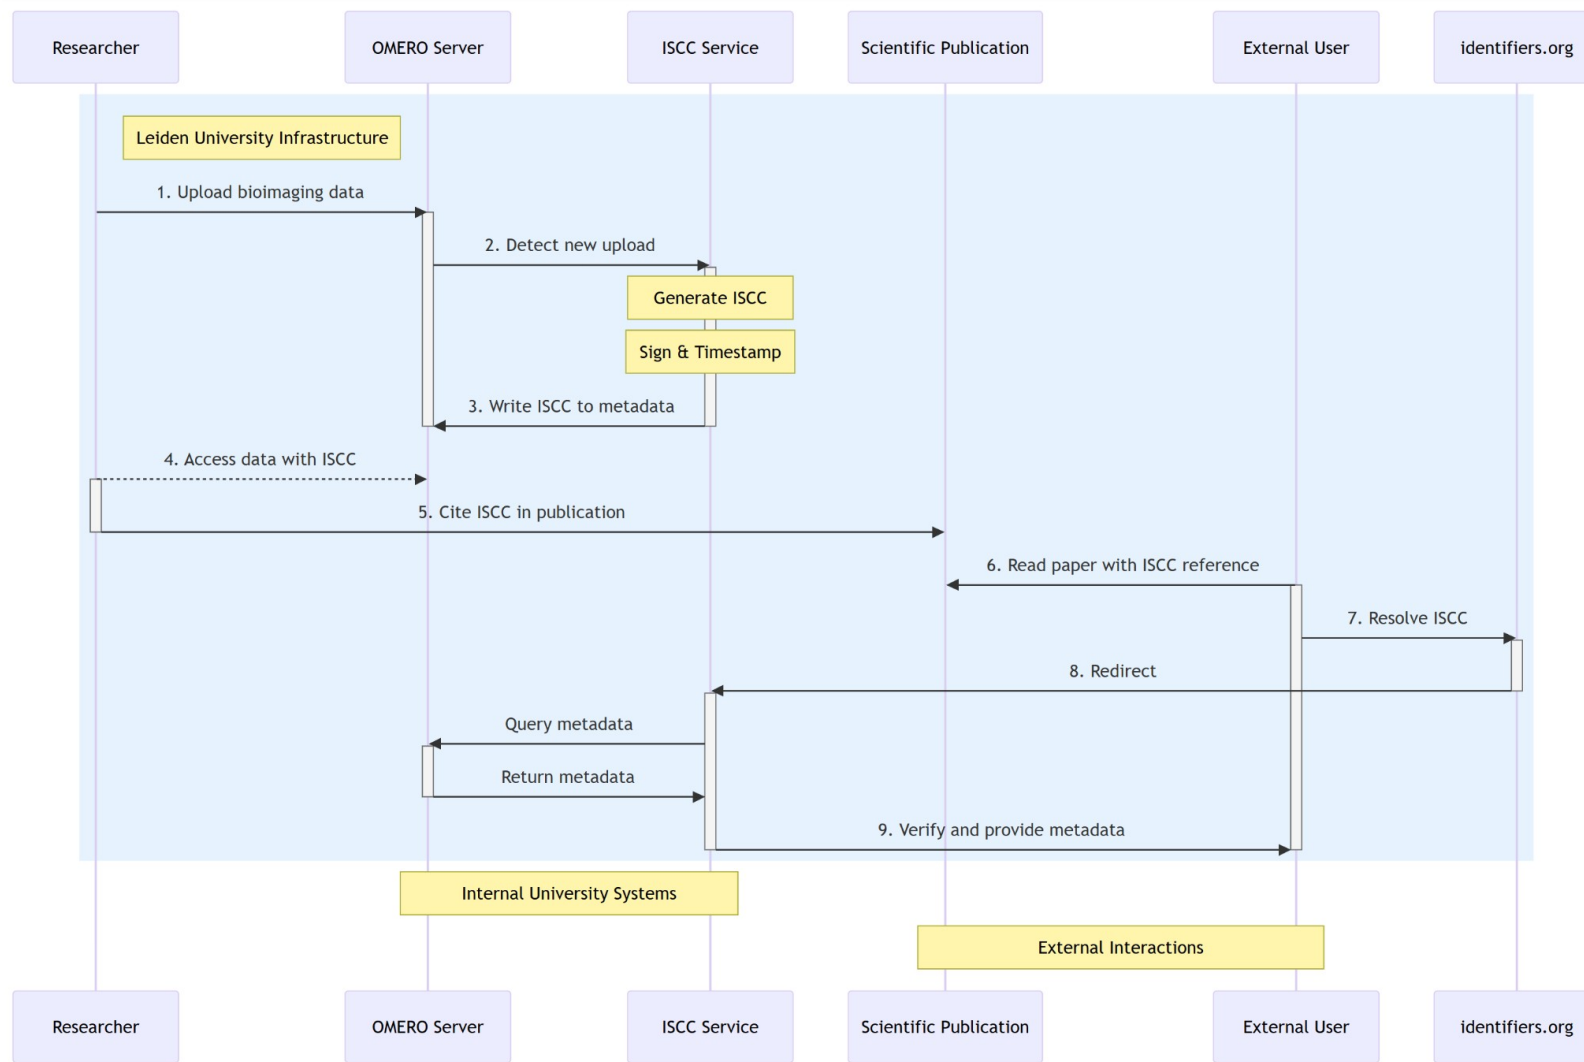 Researcher
OMERO Server
ISCC Service
Scientific Publication
External User
identifiers.org
Leiden University Infrastructure
1. Upload bioimaging data
2. Detect new upload
Generate ISCC
Sign & Timestamp
3. Write ISCC to metadata
4. Access data with ISCC
5. Cite ISCC in publication
6. Read paper with ISCC reference
7. Resolve ISCC
8. Redirect
Query metadata
Return metadata
9. Verify and provide metadata
Internal University Systems
External Interactions
Researcher
OMERO Server
ISCC Service
Scientific Publication
External User
identifiers.org